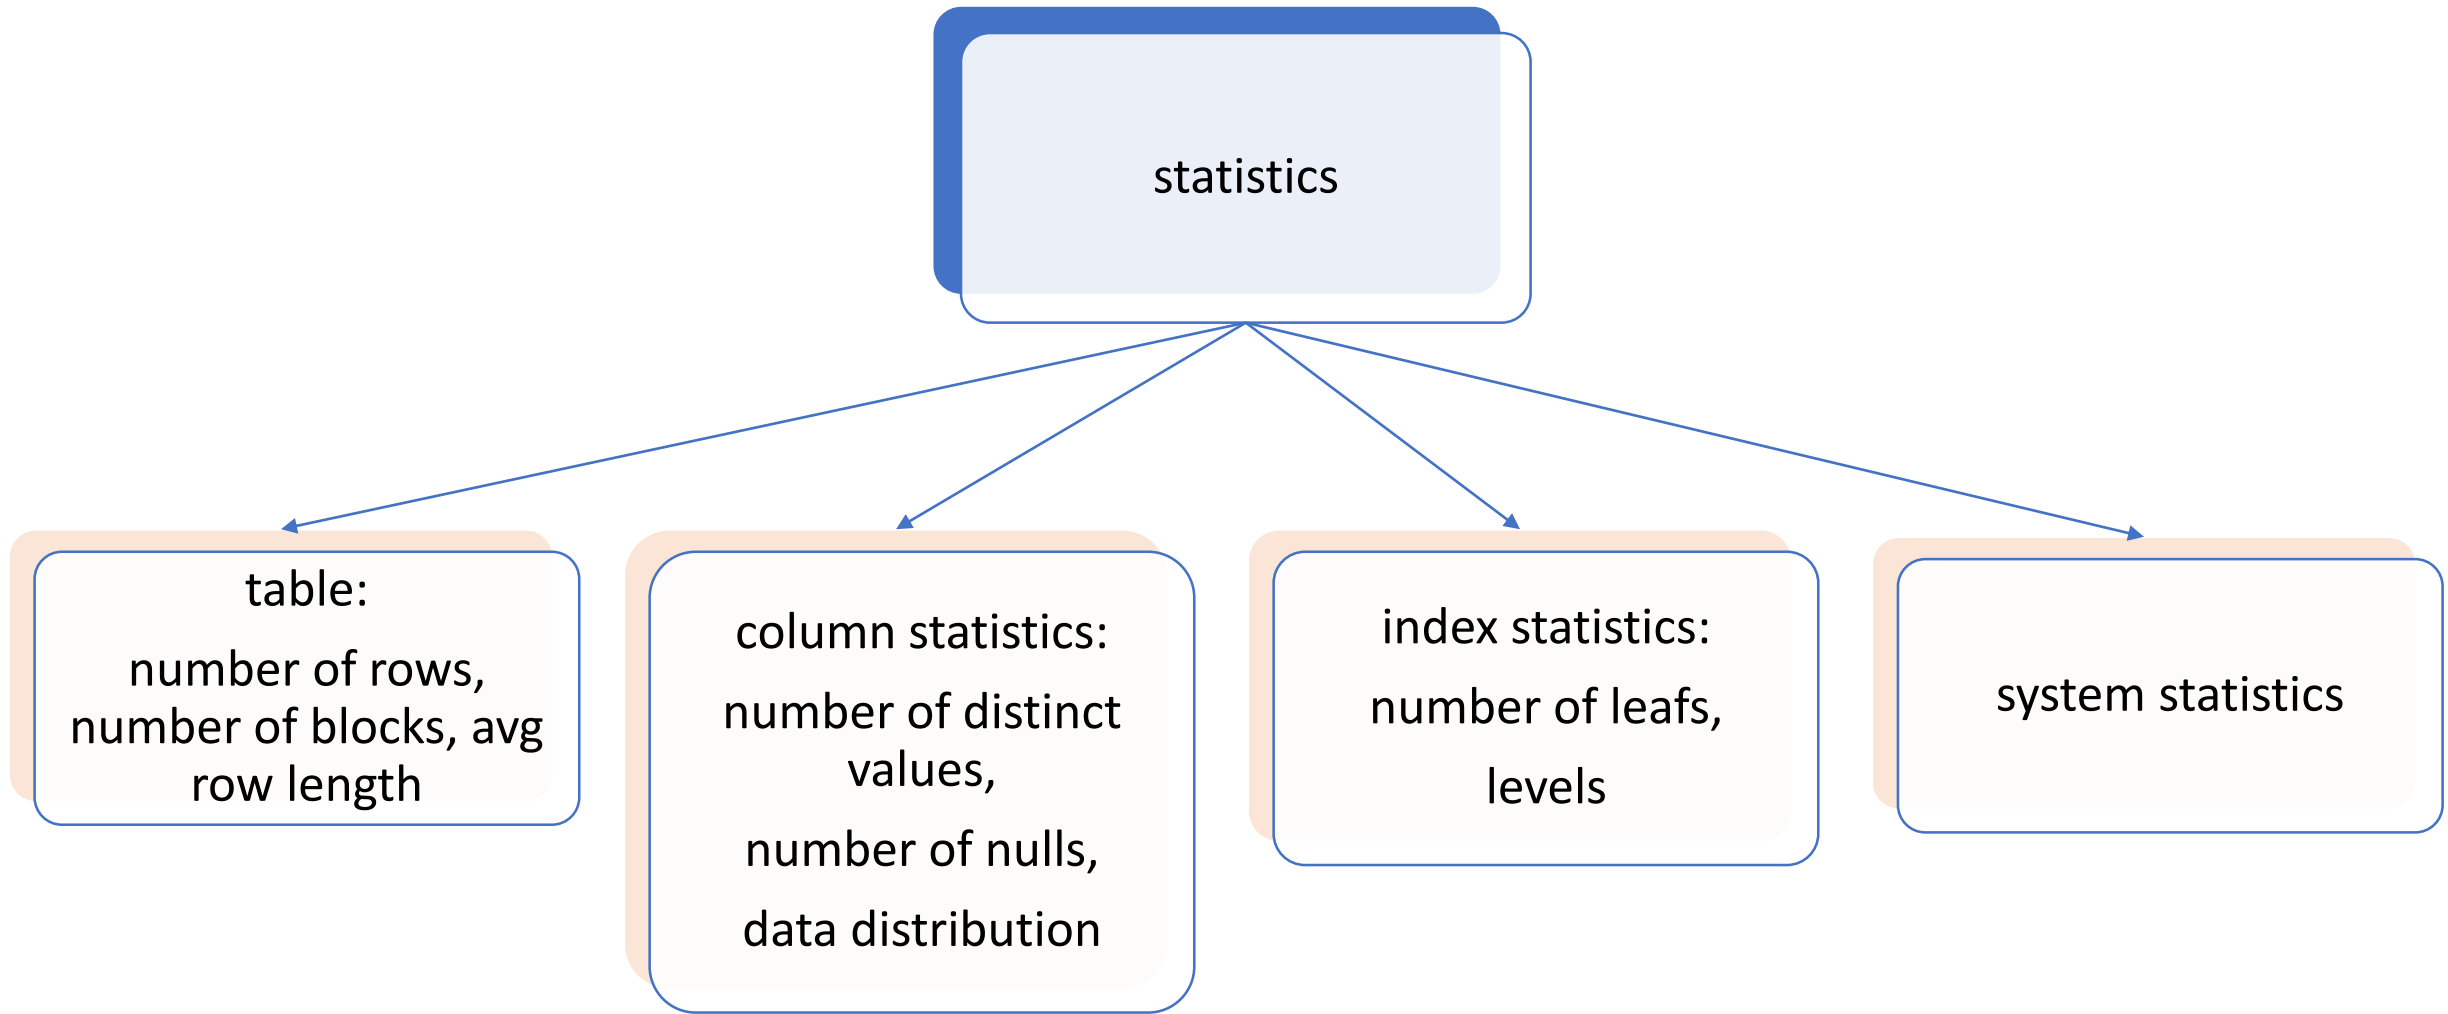 statistics
table:
number of rows,
number of blocks, avg
row length
column statistics:
number of distinct
values,
number of nulls,
data distribution
index statistics:
number of leafs,
levels
system statistics